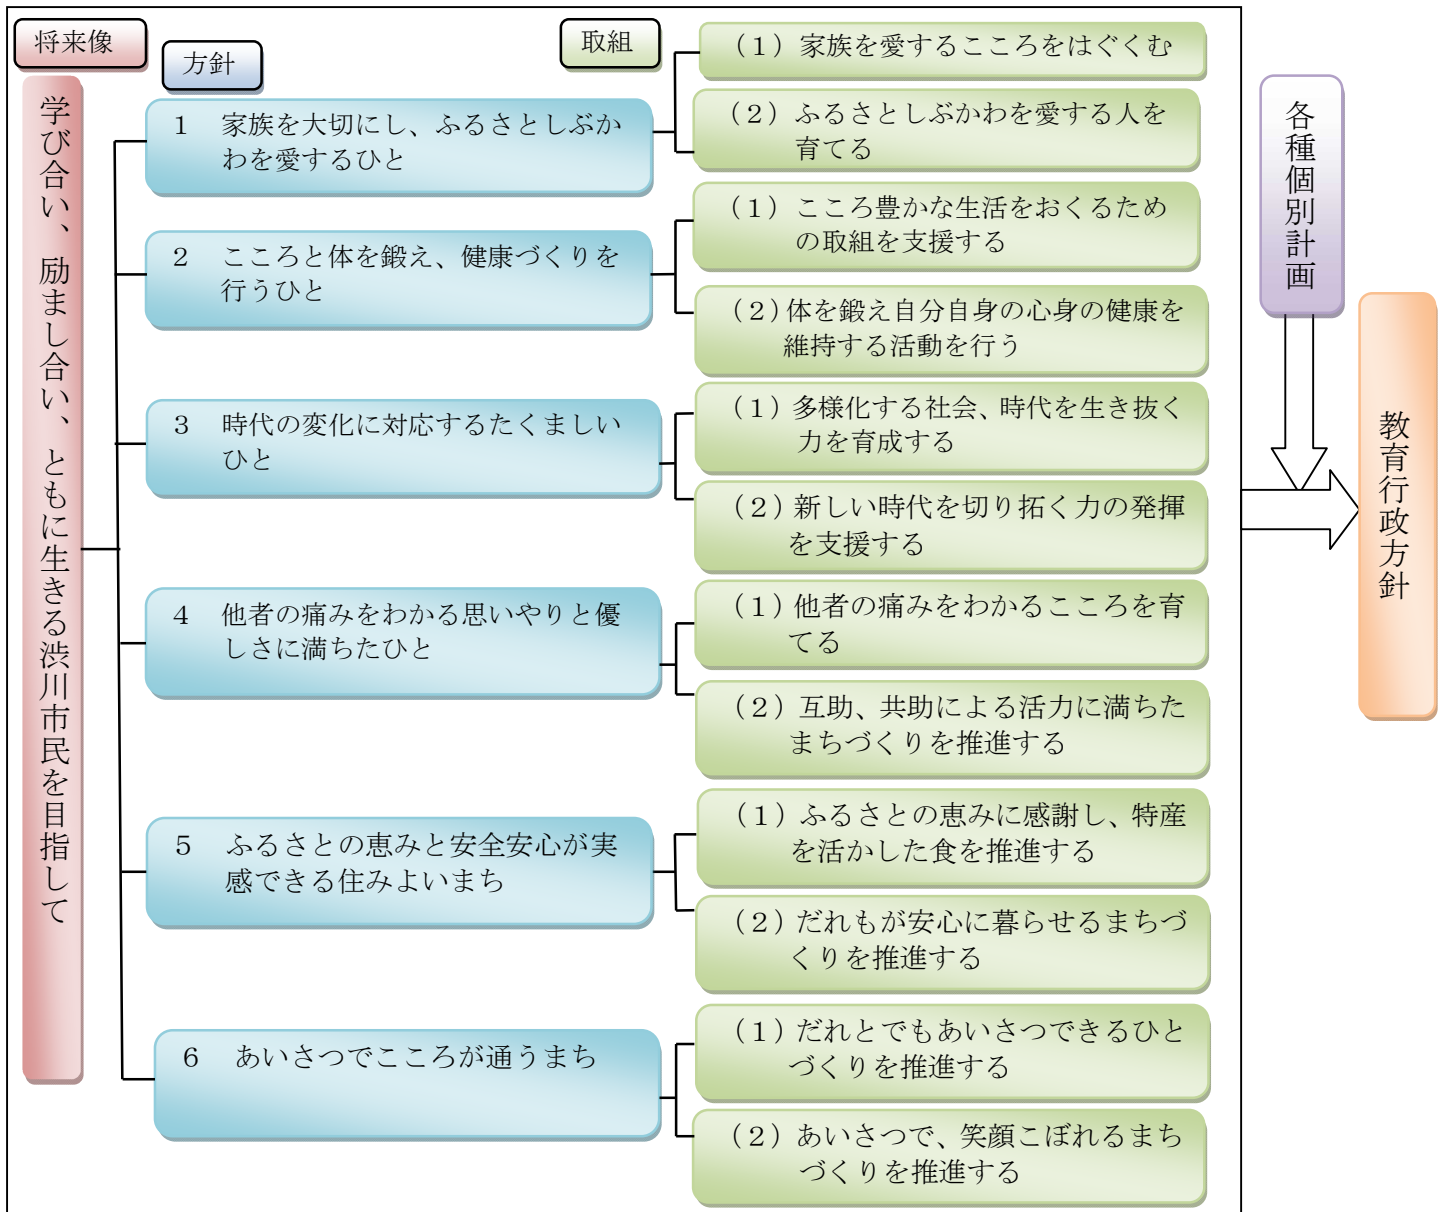 将来像
方針
取組
学び合い、励まし合い、ともに生きる渋川市民を目指して
1 家族を大切にし、ふるさとしぶか
わを愛するひと
(1)家族を愛するこころをはぐくむ
(2)ふるさとしぶかわを愛する人を
育てる
2 こころと体を鍛え、健康づくりを
行うひと
(1)こころ豊かな生活をおくるため
の取組を支援する
(2)体を鍛え自分自身の心身の健康を
維持する活動を行う
3 時代の変化に対応するたくましい
ひと
(1)多様化する社会、時代を生き抜く
力を育成する
(2)新しい時代を切り拓く力の発揮
を支援する
4 他者の痛みをわかる思いやりと優
しさに満ちたひと
(1)他者の痛みをわかるこころを育
てる
(2)互助、共助による活力に満ちた
まちづくりを推進する
5 ふるさとの恵みと安全安心が実
感できる住みよいまち
(1)ふるさとの恵みに感謝し、特産
を活かした食を推進する
(2)だれもが安心に暮らせるまちづ
くりを推進する
6 あいさつでこころが通うまち
(1)だれとでもあいさつできるひと
づくりを推進する
(2)あいさつで、笑顔こぼれるまち
づくりを推進する
各種個別計画
教育行政方針